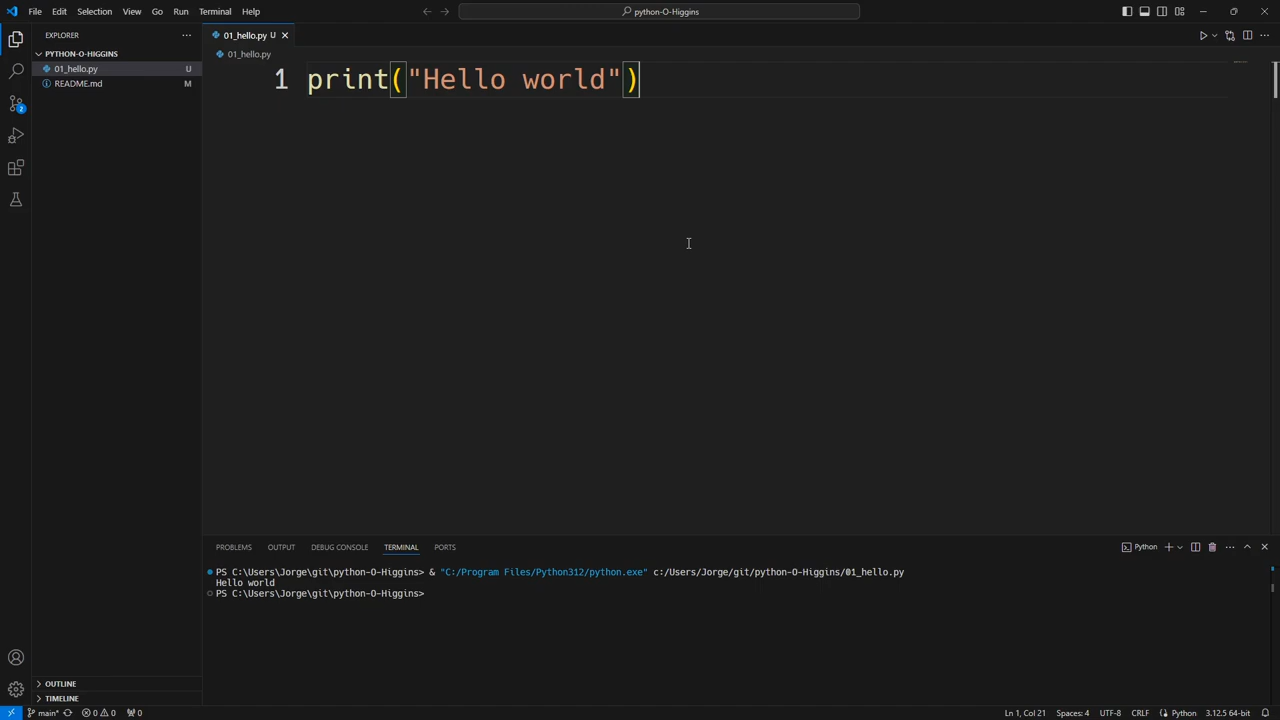 File Edit Selection View Go Run Terminal Help
python-O-Higgins
EXPLORER
01_hello.py U
PYTHON-O-HIGGINS
01_hello.py
01_hello.py U
README.md M
1 print("Hello world")
2
PROBLEMS OUTPUT DEBUG CONSOLE TERMINAL PORTS
Python
PS C:\Users\Jorge\git\python-O-Higgins> & "C:/Program Files/Python312/python.exe" c:/Users/Jorge/git/python-O-Higgins/01_hello.py
Hello world
PS C:\Users\Jorge\git\python-O-Higgins>
OUTLINE
TIMELINE
main* 0 0 0 Ln 1, Col 21 Spaces: 4 UTF-8 CRLF Python 3.12.5 64-bit